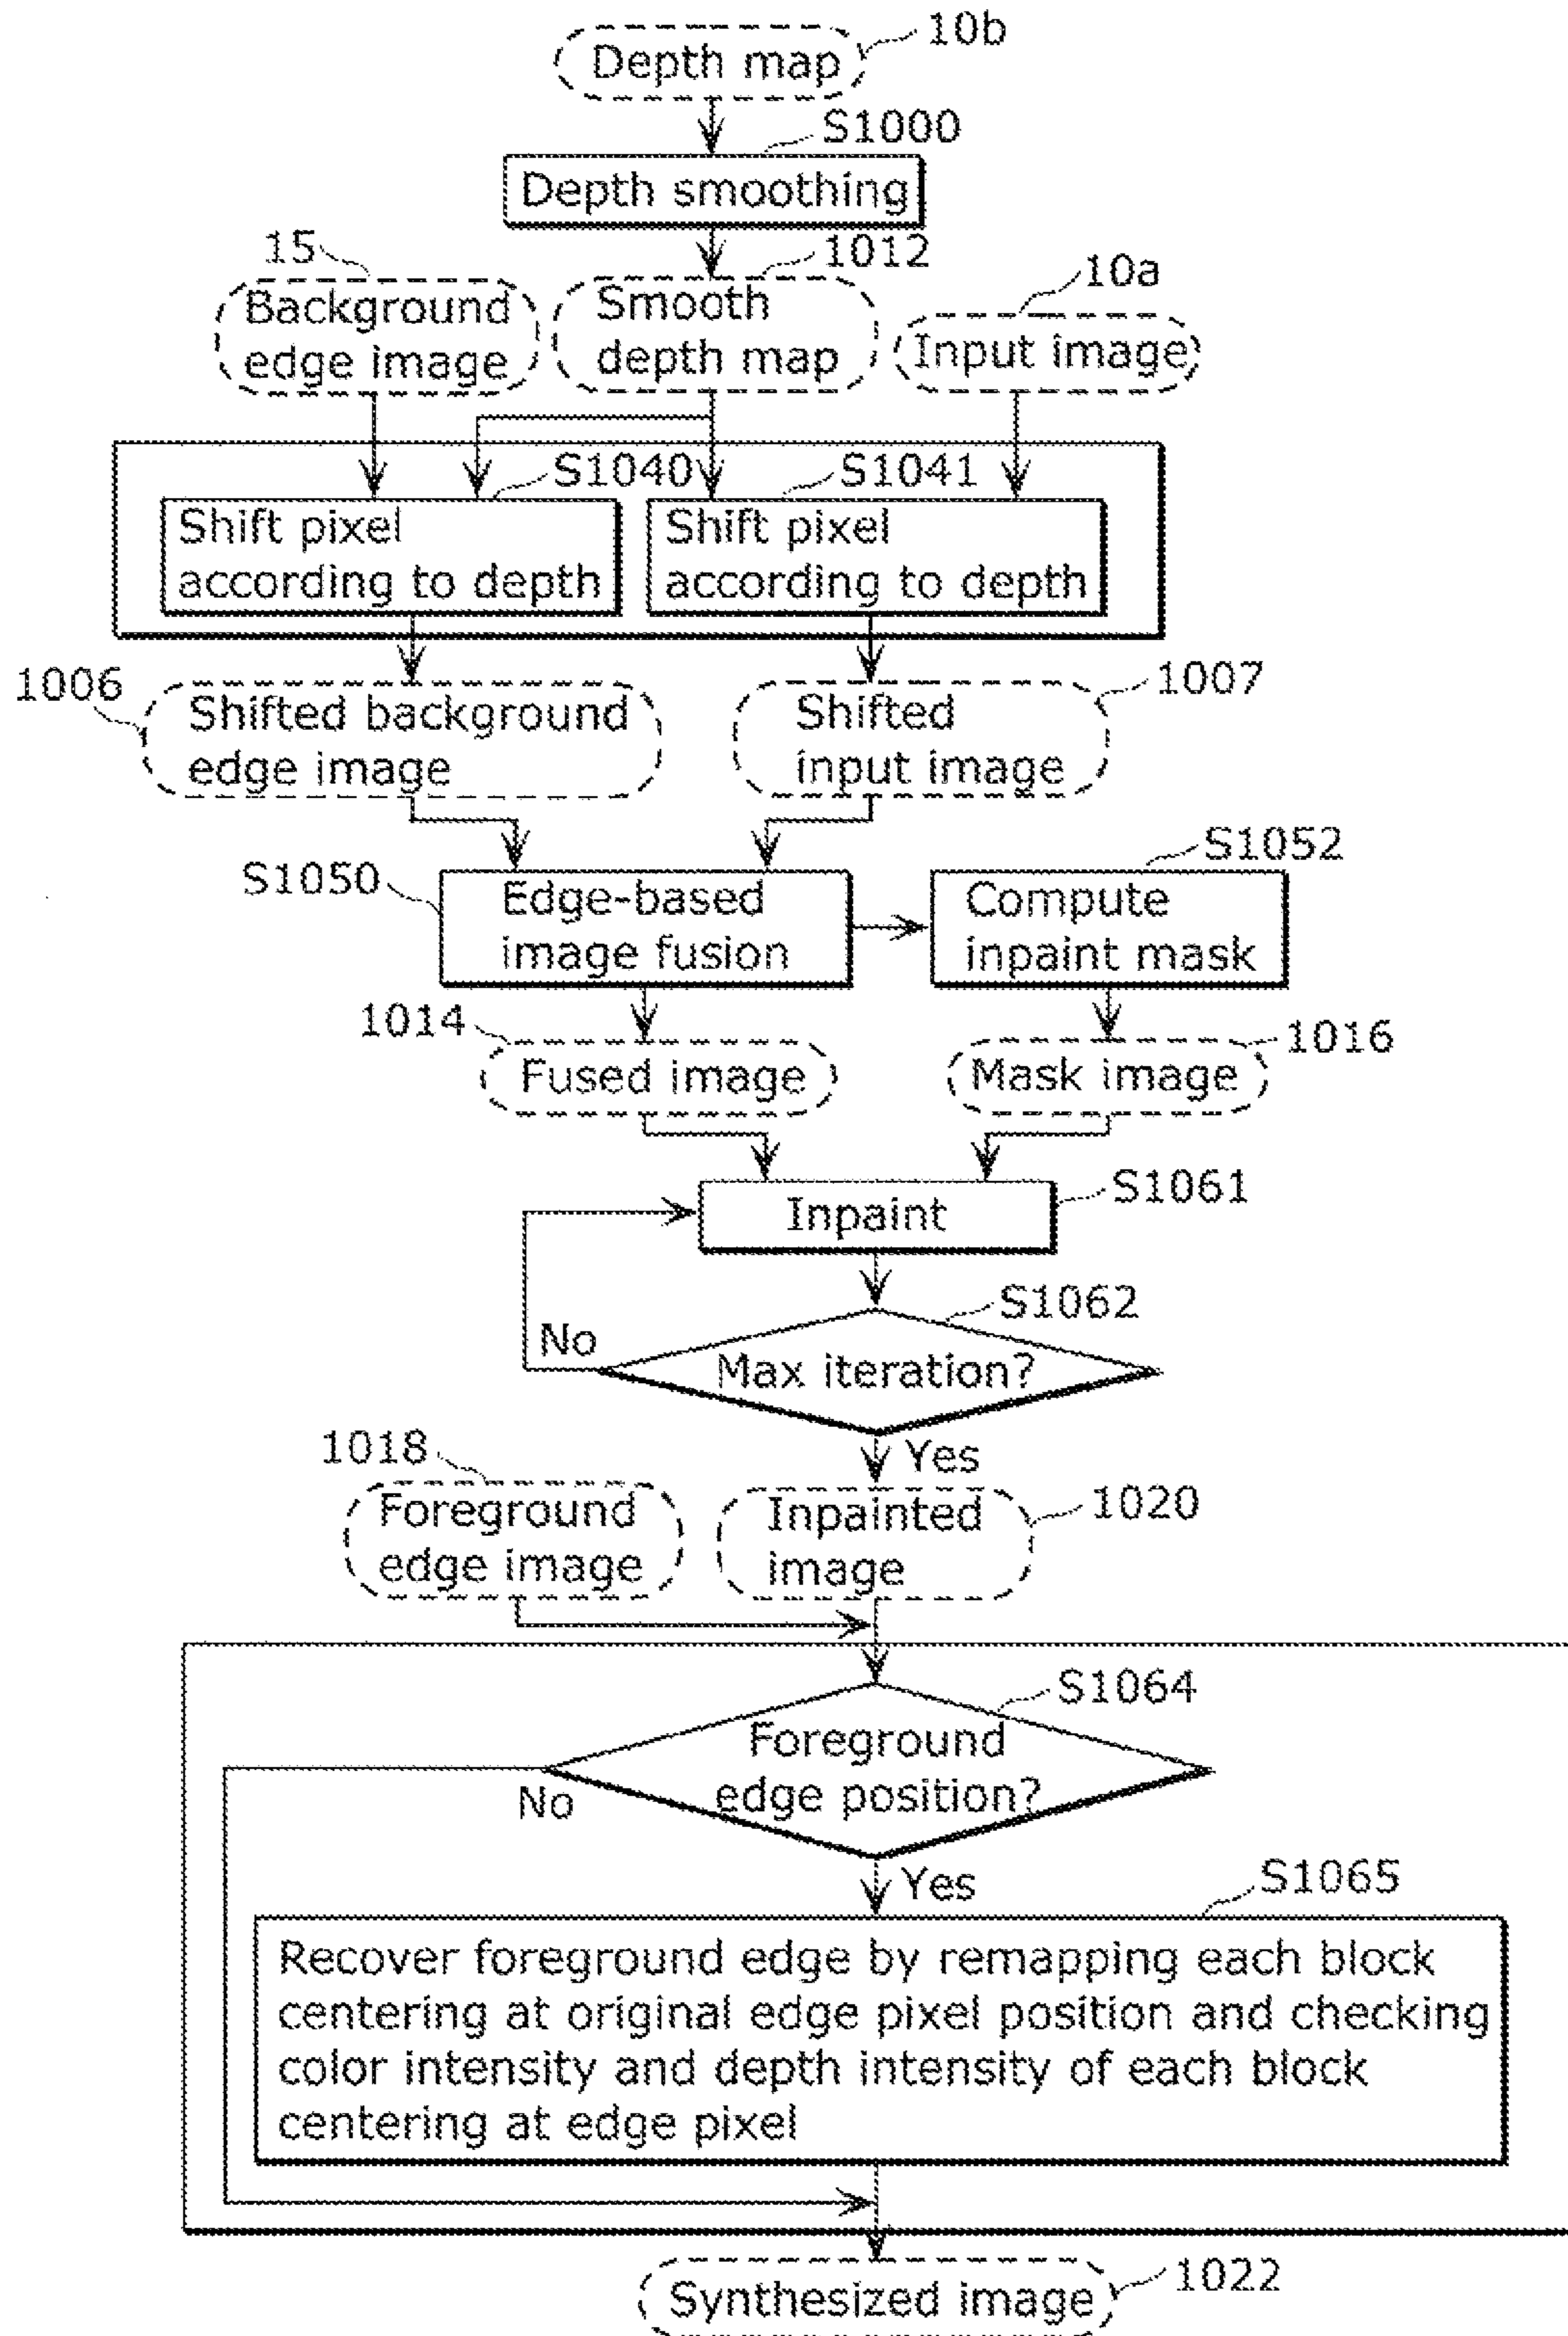 10b
Depth map
S1000
Depth smoothing
15
1012
10a
Background
edge image
Smooth
depth map
Input image
S1040
S1041
Shift pixel
according to depth
Shift pixel
according to depth
1006
1007
Shifted background
edge image
Shifted
input image
S1050
S1052
Edge-based
image fusion
Compute
inpaint mask
1014
1016
Fused image
Mask image
S1061
Inpaint
S1062
No
Max iteration?
Yes
1018
1020
Foreground
edge image
Inpainted
image
S1064
Foreground
edge position?
No
Yes
S1065
Recover foreground edge by remapping each block
centering at original edge pixel position and checking
color intensity and depth intensity of each block
centering at edge pixel
1022
Synthesized image